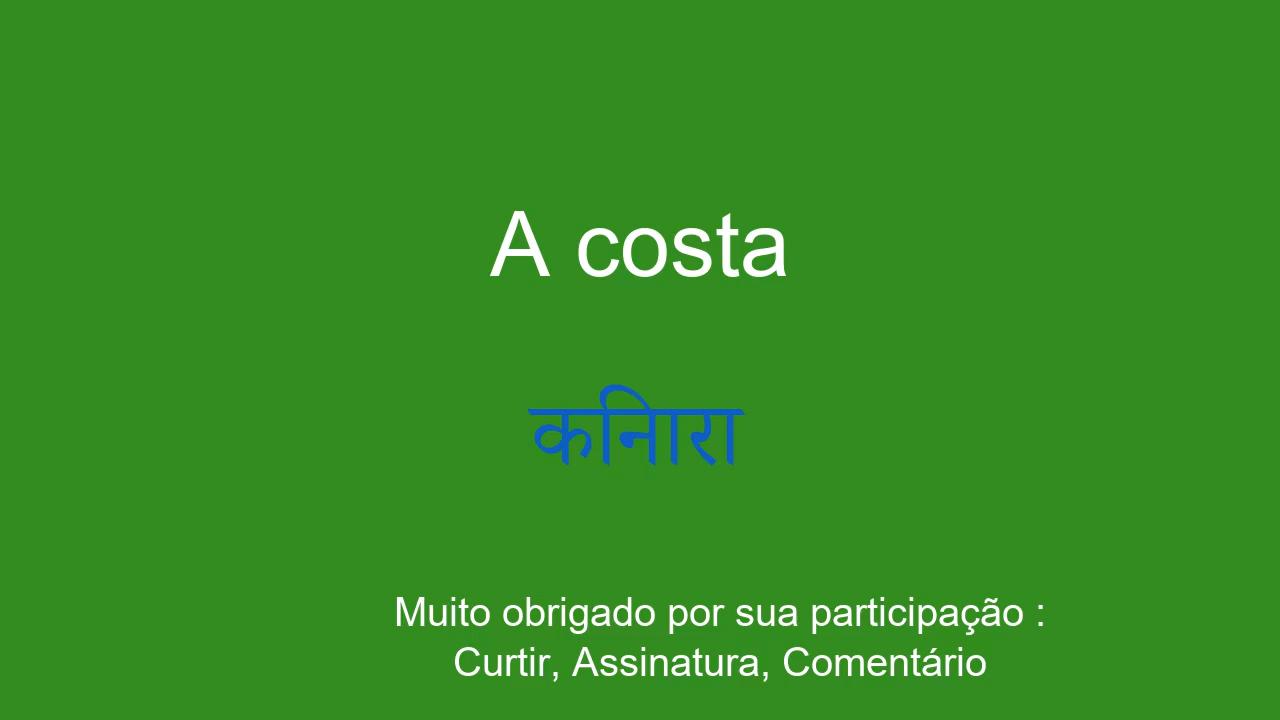 A costa
किनारा
Muito obrigado por sua participação :
Curtir, Assinatura, Comentário